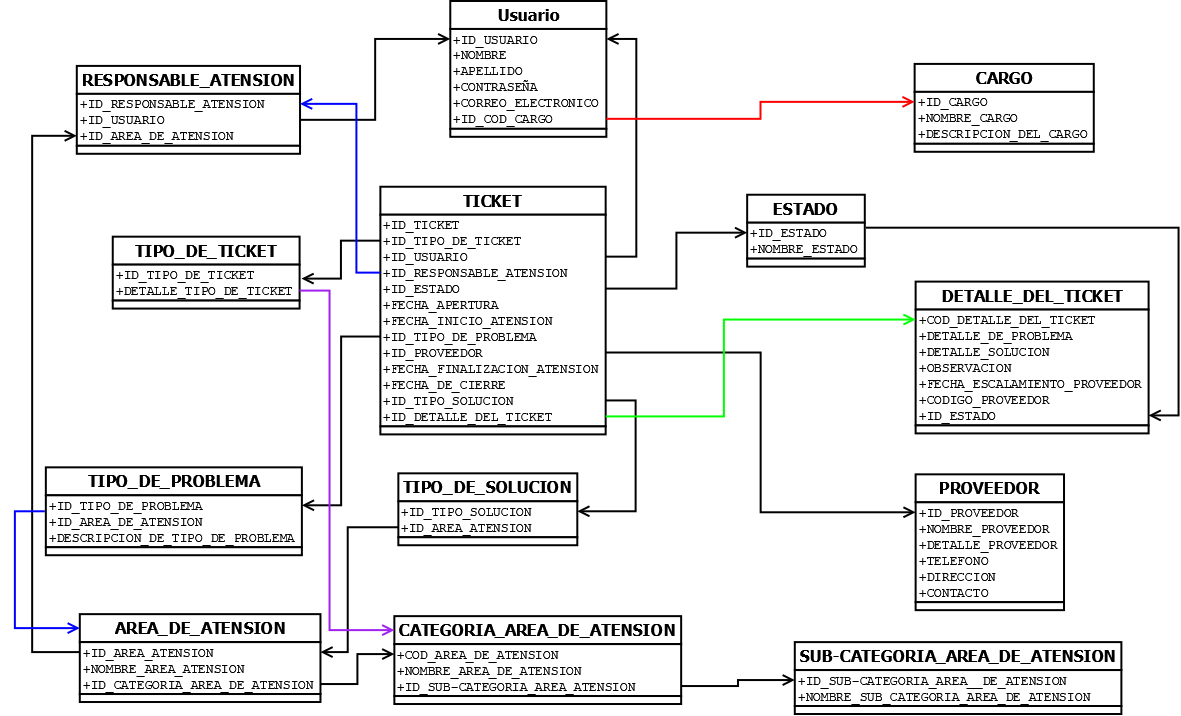 Usuario
+ID_USUARIO
+NOMBRE
+APELLIDO
+CONTRASEÑA
+CORREO_ELECTRONICO
+ID_COD_CARGO
RESPONSABLE_ATENSION
+ID_RESPONSABLE_ATENSION
+ID_USUARIO
+ID_AREA_DE_ATENSION
CARGO
+ID_CARGO
+NOMBRE_CARGO
+DESCRIPCION_DEL_CARGO
TICKET
+ID_TICKET
+ID_TIPO_DE_TICKET
+ID_USUARIO
+ID_RESPONSABLE_ATENSION
+ID_ESTADO
+FECHA_APERTURA
+FECHA_INICIO_ATENSION
+ID_TIPO_DE_PROBLEMA
+ID_PROVEEDOR
+FECHA_FINALIZACION_ATENSION
+FECHA_DE_CIERRE
+ID_TIPO_SOLUCION
+ID_DETALLE_DEL_TICKET
ESTADO
+ID_ESTADO
+NOMBRE_ESTADO
TIPO_DE_TICKET
+ID_TIPO_DE_TICKET
+DETALLE_TIPO_DE_TICKET
DETALLE_DEL_TICKET
+COD_DETALLE_DEL_TICKET
+DETALLE_DE_PROBLEMA
+DETALLE_SOLUCION
+OBSERVACION
+FECHA_ESCALAMIENTO_PROVEEDOR
+CODIGO_PROVEEDOR
+ID_ESTADO
TIPO_DE_PROBLEMA
+ID_TIPO_DE_PROBLEMA
+ID_AREA_DE_ATENSION
+DESCRIPCION_DE_TIPO_DE_PROBLEMA
TIPO_DE_SOLUCION
+ID_TIPO_SOLUCION
+ID_AREA_ATENSION
PROVEEDOR
+ID_PROVEEDOR
+NOMBRE_PROVEEDOR
+DETALLE_PROVEEDOR
+TELEFONO
+DIRECCION
+CONTACTO
AREA_DE_ATENSION
+ID_AREA_ATENSION
+NOMBRE_AREA_ATENSION
+ID_CATEGORIA_AREA_DE_ATENSION
CATEGORIA_AREA_DE_ATENSION
+COD_AREA_DE_ATENSION
+NOMBRE_AREA_DE_ATENSION
+ID_SUB-CATEGORIA_AREA_ATENSION
SUB-CATEGORIA_AREA_DE_ATENSION
+ID_SUB-CATEGORIA_AREA__DE_ATENSION
+NOMBRE_SUB_CATEGORIA_AREA_DE_ATENSION